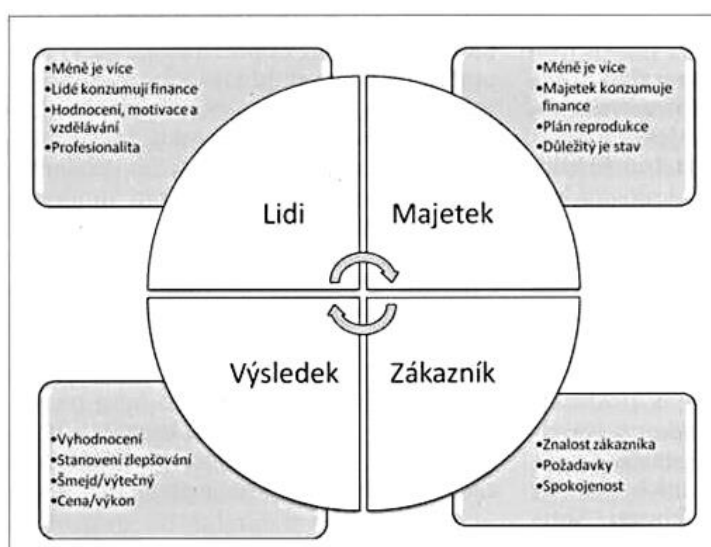 •Méně je více
•Lidé konzumují finance
•Hodnocení, motivace a
vzdělávání
•Profesionalita
•Méně je více
•Majetek konzumuje
finance
•Plán reprodukce
•Důležitý je stav
Lidi
Majetek
Výsledek
Zákazník
•Vyhodnocení
•Stanovení zlepšování
•Šmejd/výtečný
•Cena/výkon
•Znalost zákazníka
•Požadavky
•Spokojenost